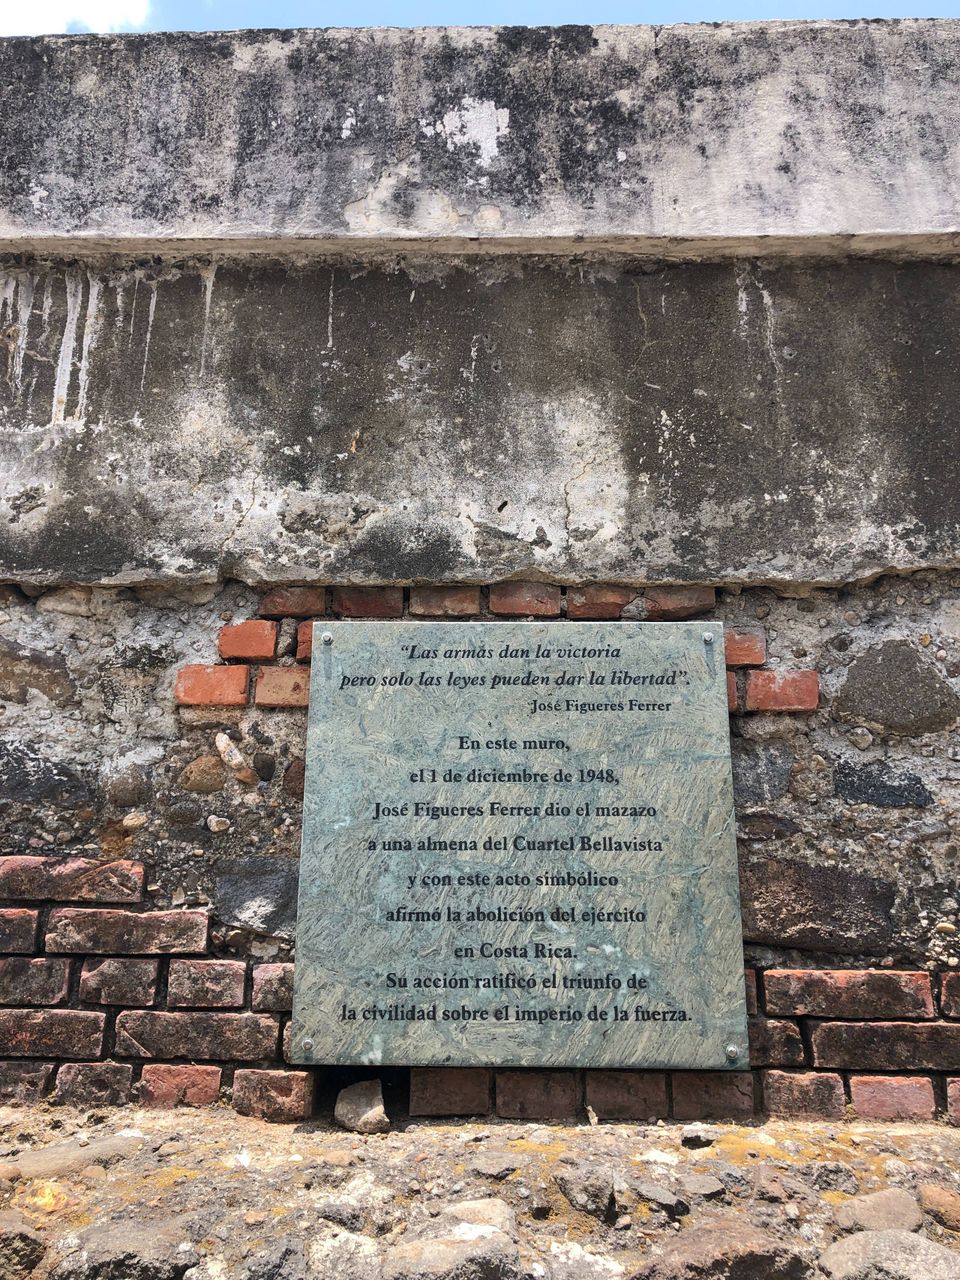 “Las armas dan la victoria
pero solo las leyes pueden dar la libertad”.
José Figueres Ferrer
En este muro,
el 1 de diciembre de 1948,
José Figueres Ferrer dio el mazazo
a una almena del Cuartel Bellavista
y con este acto simbólico
afirmó la abolición del ejército
en Costa Rica.
Su acción ratificó el triunfo de
la civilidad sobre el imperio de la fuerza.